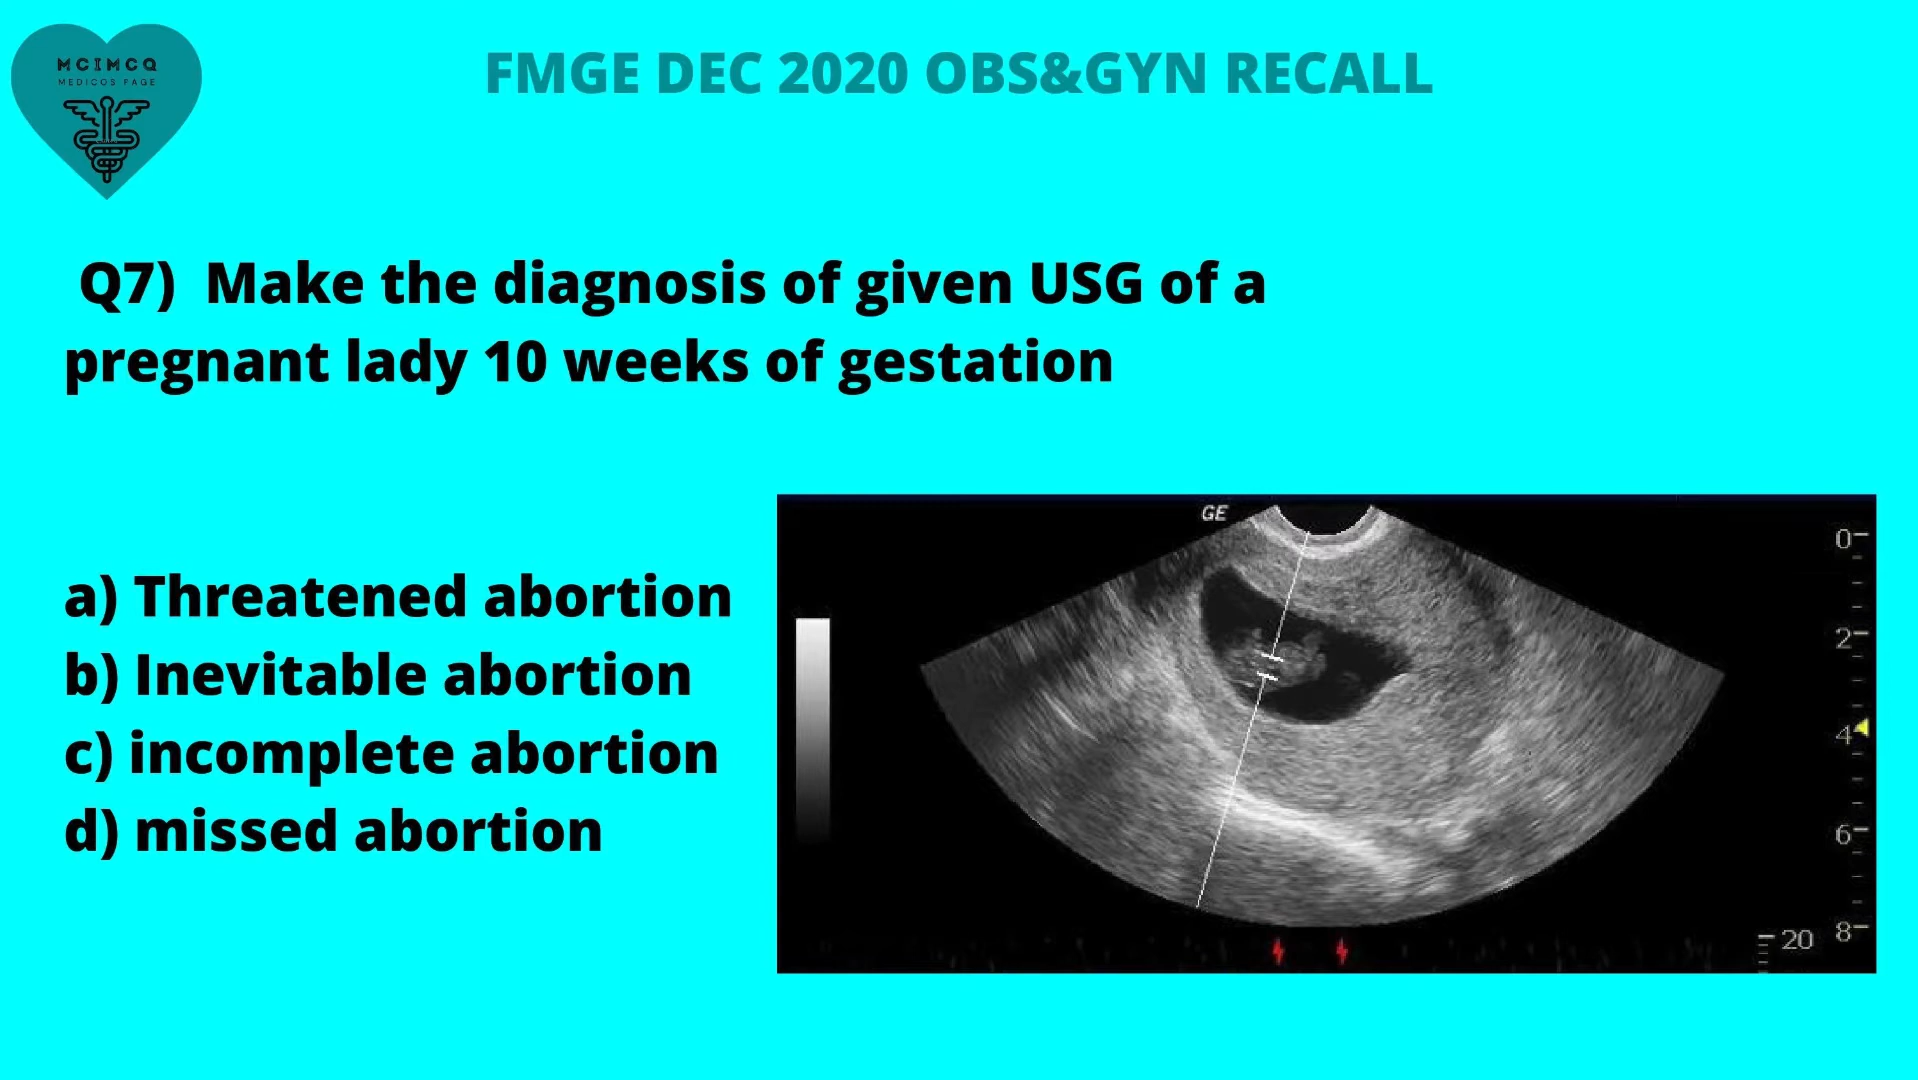 MCIMCQ
MEDICOS PAGE
FMGE DEC 2020 OBS&GYN RECALL
Q7) Make the diagnosis of given USG of a
pregnant lady 10 weeks of gestation
a) Threatened abortion
b) Inevitable abortion
c) incomplete abortion
d) missed abortion
GE
0
2
4
6
8
20